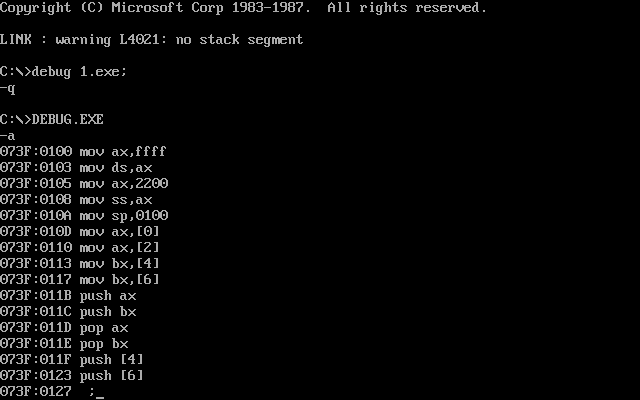 Copyright (C) Microsoft Corp 1983-1987.  All rights reserved.
LINK : warning L4021: no stack segment
C:\>debug 1.exe;
-q
C:\>DEBUG.EXE
-a
073F:0100 mov ax,ffff
073F:0103 mov ds,ax
073F:0105 mov ax,2200
073F:0108 mov ss,ax
073F:010A mov sp,0100
073F:010D mov ax,[0]
073F:0110 mov ax,[2]
073F:0113 mov bx,[4]
073F:0117 mov bx,[6]
073F:011B push ax
073F:011C push bx
073F:011D pop ax
073F:011E pop bx
073F:011F push [4]
073F:0123 push [6]
073F:0127  ;_